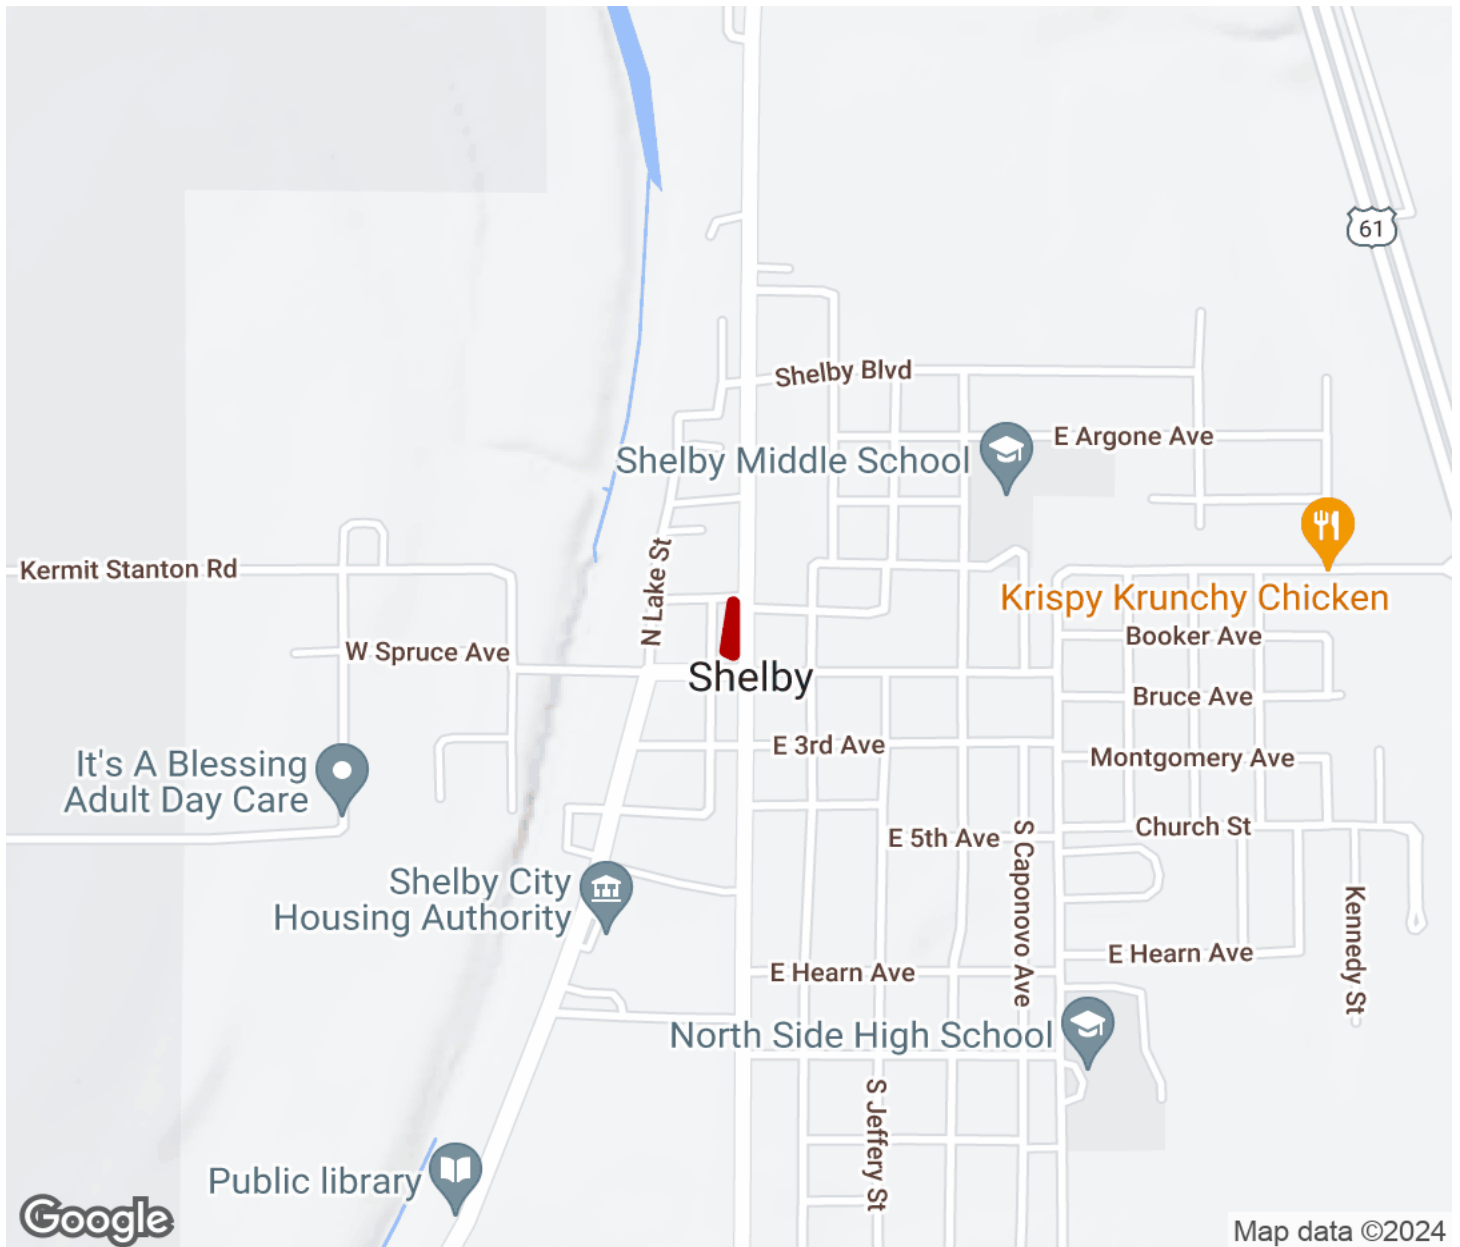 61
Shelby Blvd
E Argone Ave
Shelby Middle School
N Lake St
Kermit Stanton Rd
Krispy Krunchy Chicken
Booker Ave
W Spruce Ave
Shelby
Bruce Ave
E 3rd Ave
Montgomery Ave
It's A Blessing
Adult Day Care
Church St
E 5th Ave
S Caponovo Ave
Shelby City
Housing Authority
Kennedy St
E Hearn Ave
E Hearn Ave
North Side High School
S Jeffery St
Public library
Google
Map data ©2024